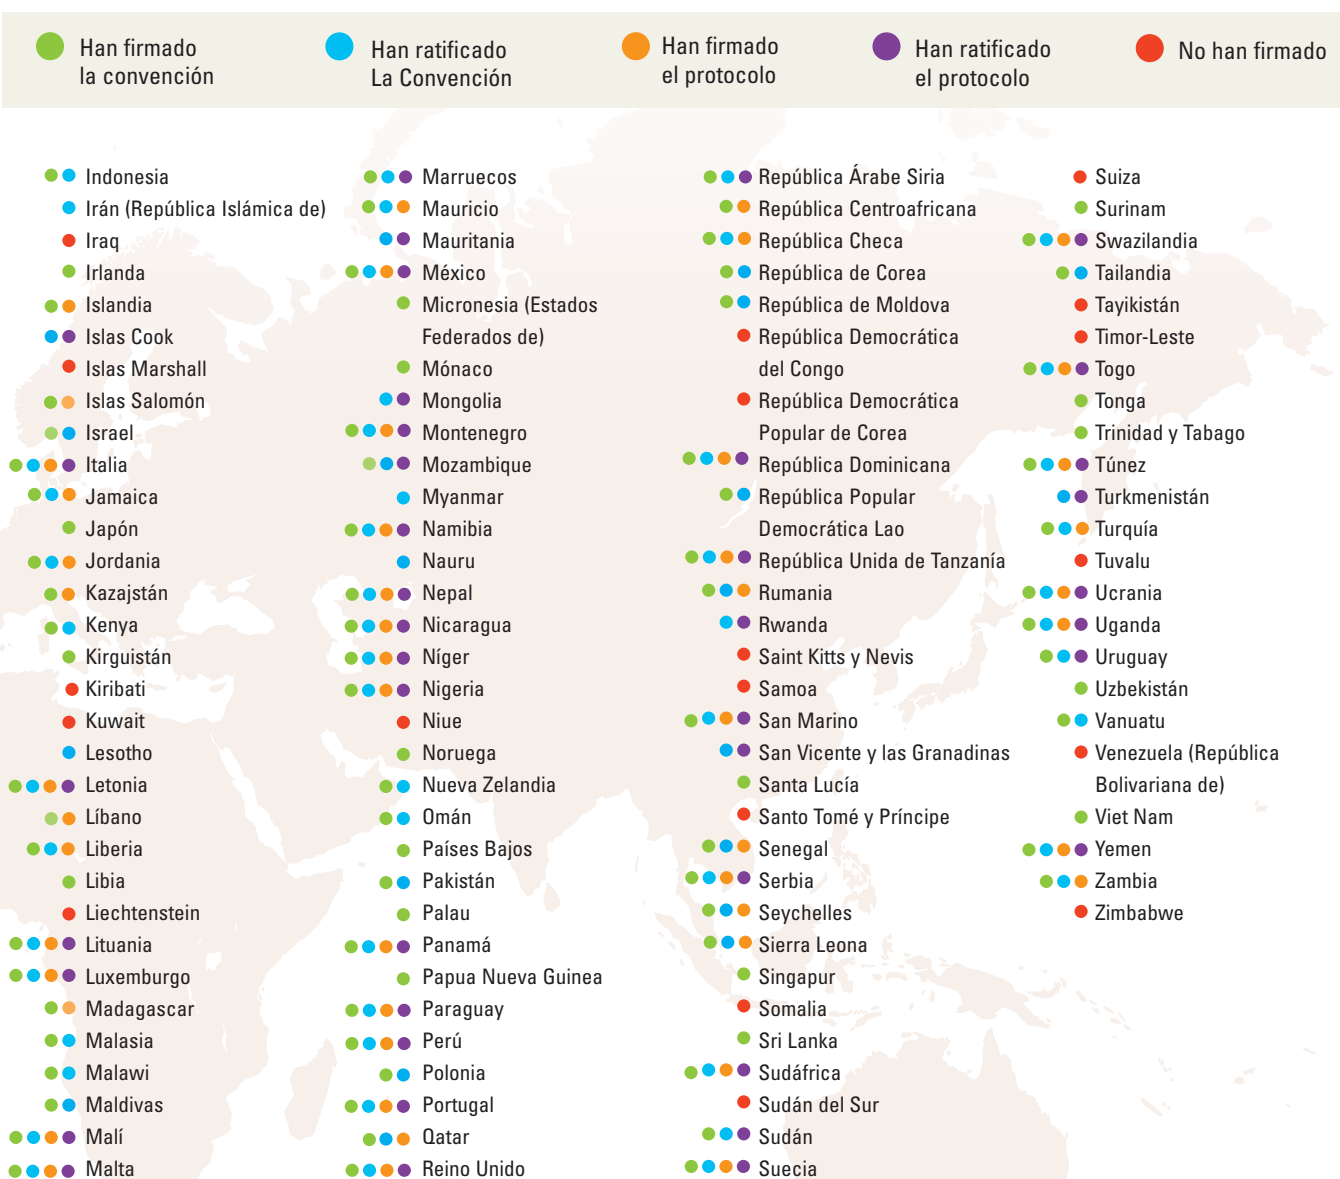 Han firmado
la convención
Han ratificado
La Convención
Han firmado
el protocolo
Han ratificado
el protocolo
No han firmado
Indonesia
Irán (República Islámica de)
Iraq
Irlanda
Islandia
Islas Cook
Islas Marshall
Islas Salomón
Israel
Italia
Jamaica
Japón
Jordania
Kazajstán
Kenya
Kirguistán
Kiribati
Kuwait
Lesotho
Letonia
Líbano
Liberia
Libia
Liechtenstein
Lituania
Luxemburgo
Madagascar
Malasia
Malawi
Maldivas
Malí
Malta
Marruecos
Mauricio
Mauritania
México
Micronesia (Estados
Federados de)
Mónaco
Mongolia
Montenegro
Mozambique
Myanmar
Namibia
Nauru
Nepal
Nicaragua
Níger
Nigeria
Niue
Noruega
Nueva Zelandia
Omán
Países Bajos
Pakistán
Palau
Panamá
Papua Nueva Guinea
Paraguay
Perú
Polonia
Portugal
Qatar
Reino Unido
República Árabe Siria
República Centroafricana
República Checa
República de Corea
República de Moldova
República Democrática
del Congo
República Democrática
Popular de Corea
República Dominicana
República Popular
Democrática Lao
República Unida de Tanzanía
Rumania
Rwanda
Saint Kitts y Nevis
Samoa
San Marino
San Vicente y las Granadinas
Santa Lucía
Santo Tomé y Príncipe
Senegal
Serbia
Seychelles
Sierra Leona
Singapur
Somalia
Sri Lanka
Sudáfrica
Sudán del Sur
Sudán
Suecia
Suiza
Surinam
Swazilandia
Tailandia
Tayikistán
Timor-Leste
Togo
Tonga
Trinidad y Tabago
Túnez
Turkmenistán
Turquía
Tuvalu
Ucrania
Uganda
Uruguay
Uzbekistán
Vanuatu
Venezuela (República
Bolivariana de)
Viet Nam
Yemen
Zambia
Zimbabwe